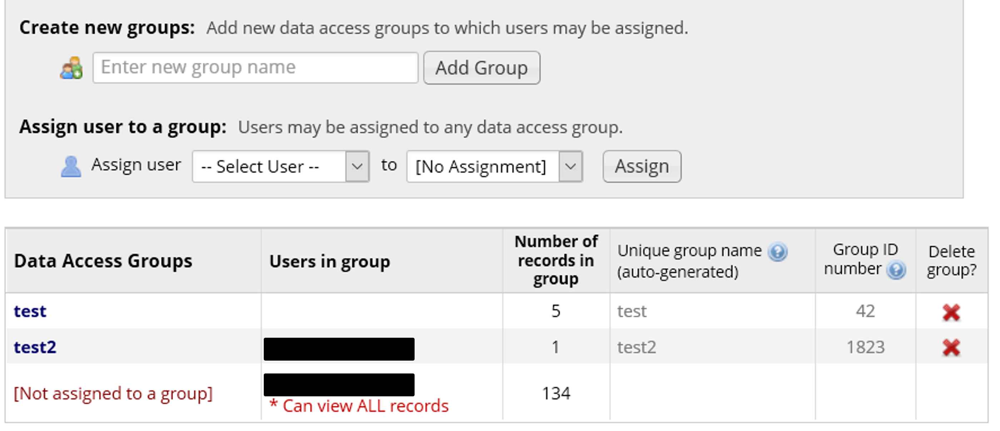 Create new groups: Add new data access groups to which users may be assigned.
Enter new group name Add Group
Assign user to a group: Users may be assigned to any data access group.
Assign user -- Select User -- to [No Assignment] Assign
Data Access Groups Users in group Number of records in group Unique group name (auto-generated) Group ID number Delete group?
test 5 test 42
test2 1 test2 1823
[Not assigned to a group] * Can view ALL records 134